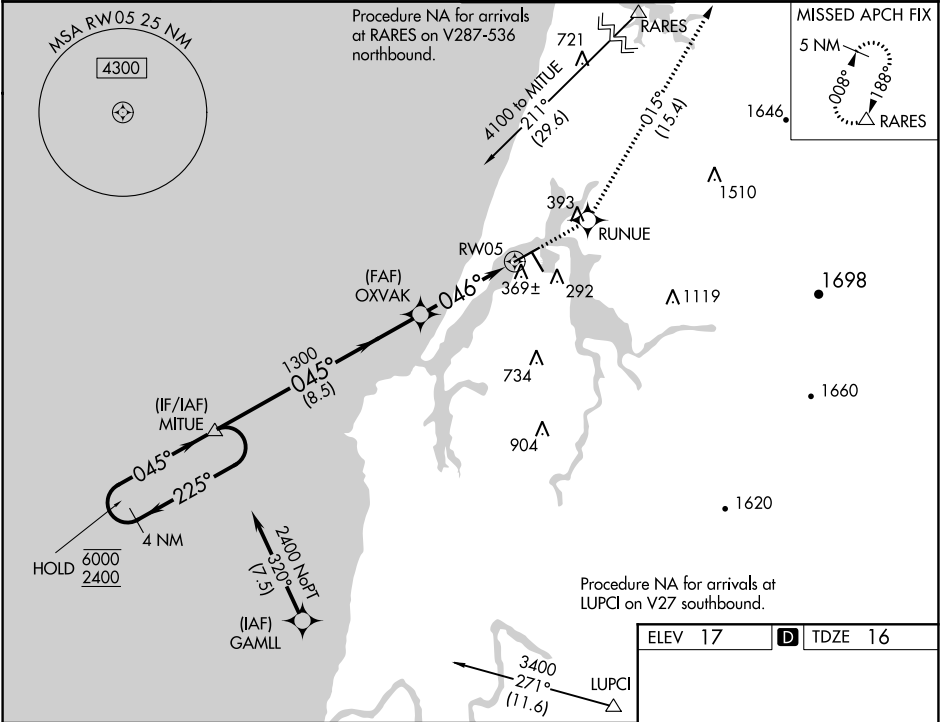 MSA RW05 25 NM
4300
Procedure NA for arrivals
at RARES on V287-536
northbound.
721
RARES
4100 to MITUE
211°
(29.6)
015°
(15.4)
MISSED APCH FIX
5 NM
008°
188°
RARES
1646
1510
393
RUNUE
RW05
369±
292
1119
1698
(FAF)
OXVAK
046°
1300
045°
(8.5)
734
1660
(IF/IAF)
MITUE
904
045°
225°
4 NM
HOLD
6000
2400
1620
2400 NoPT
320°
(7.5)
(IAF)
GAMLL
Procedure NA for arrivals at
LUPCI on V27 southbound.
3400
271°
(11.6)
LUPCI
ELEV 17
D
TDZE 16